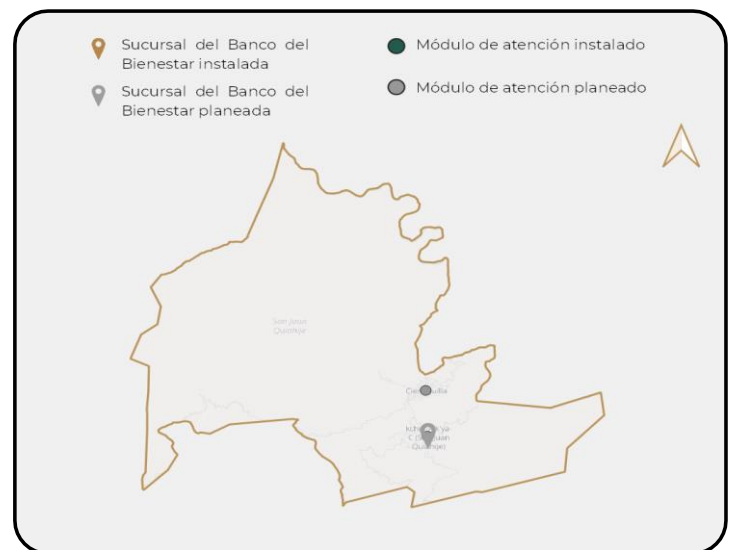 Sucursal del Banco del
Bienestar instalada
Sucursal del Banco del
Bienestar planeada
Módulo de atención instalado
Módulo de atención planeado
San Juan
Quiahije